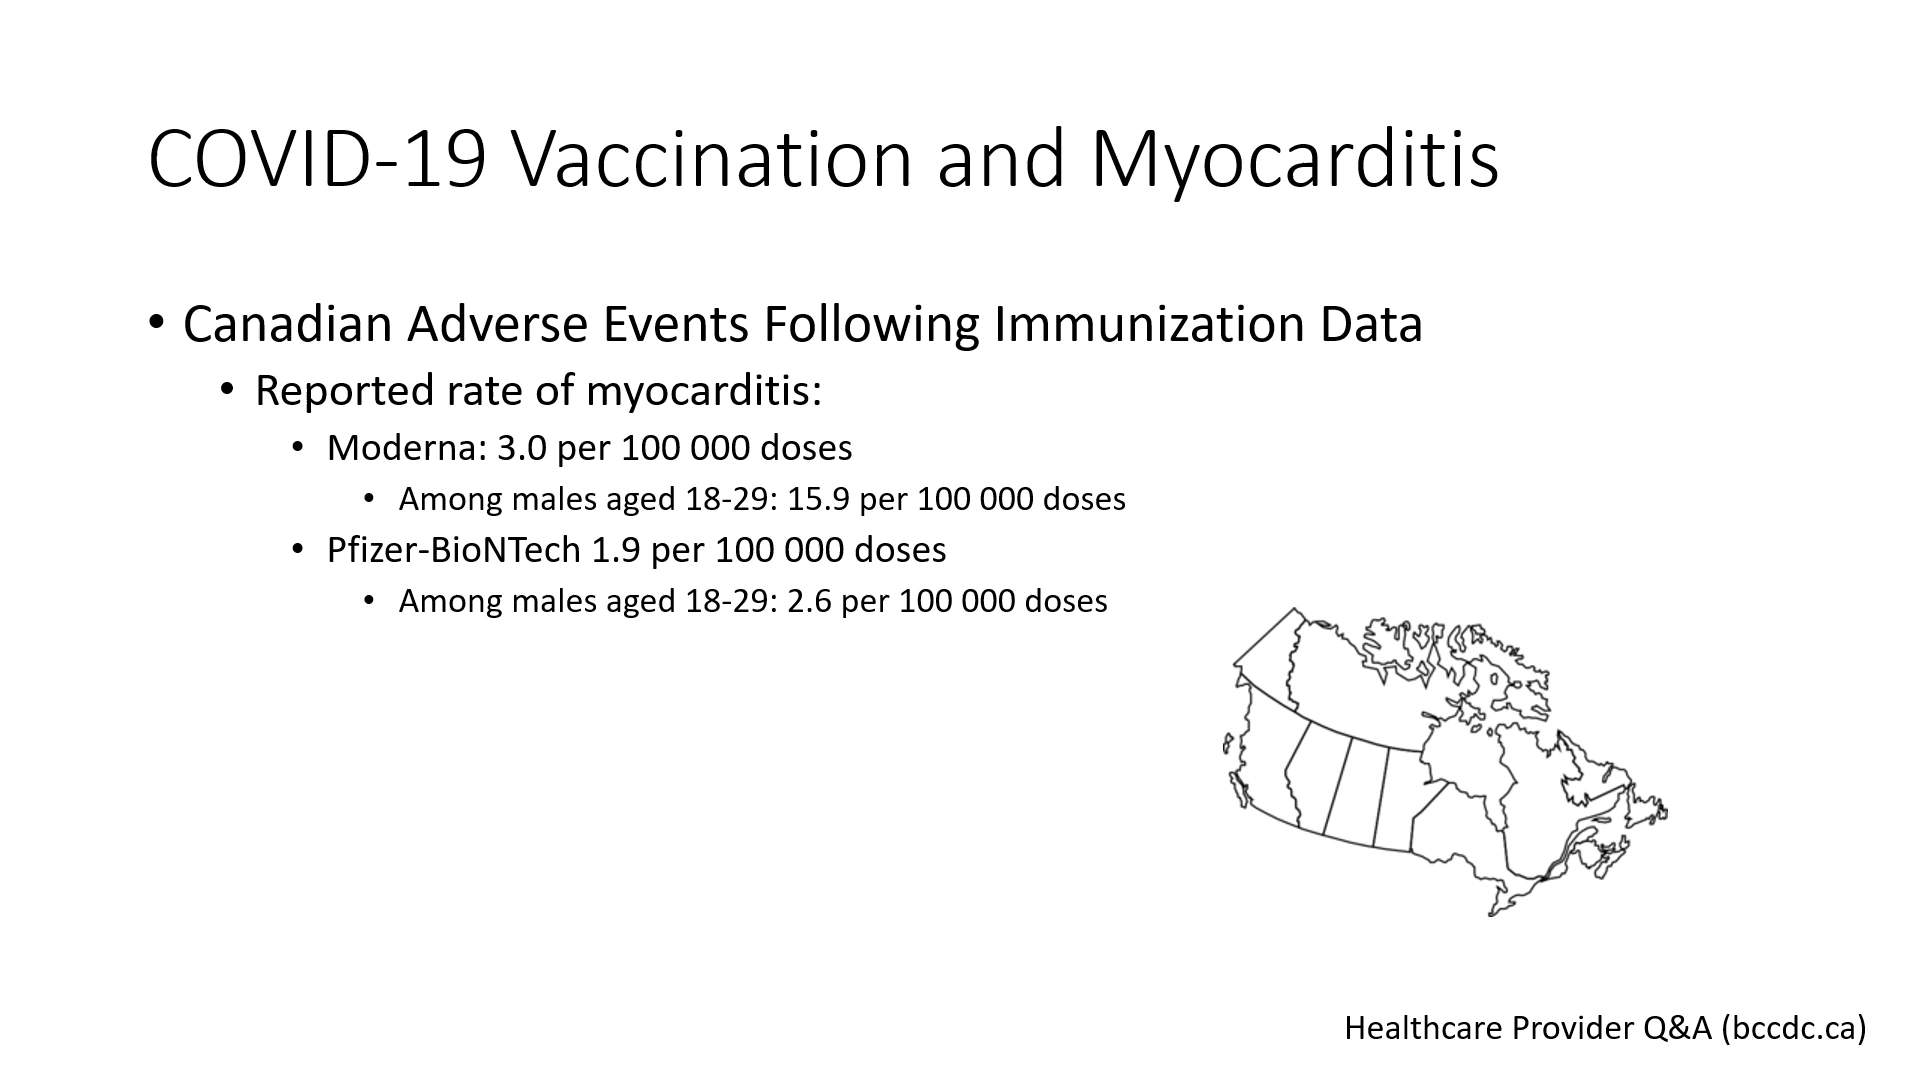 COVID-19 Vaccination and Myocarditis
• Canadian Adverse Events Following Immunization Data
• Reported rate of myocarditis:
• Moderna: 3.0 per 100 000 doses
• Among males aged 18-29: 15.9 per 100 000 doses
• Pfizer-BioNTech 1.9 per 100 000 doses
• Among males aged 18-29: 2.6 per 100 000 doses
Healthcare Provider Q&A (bccdc.ca)